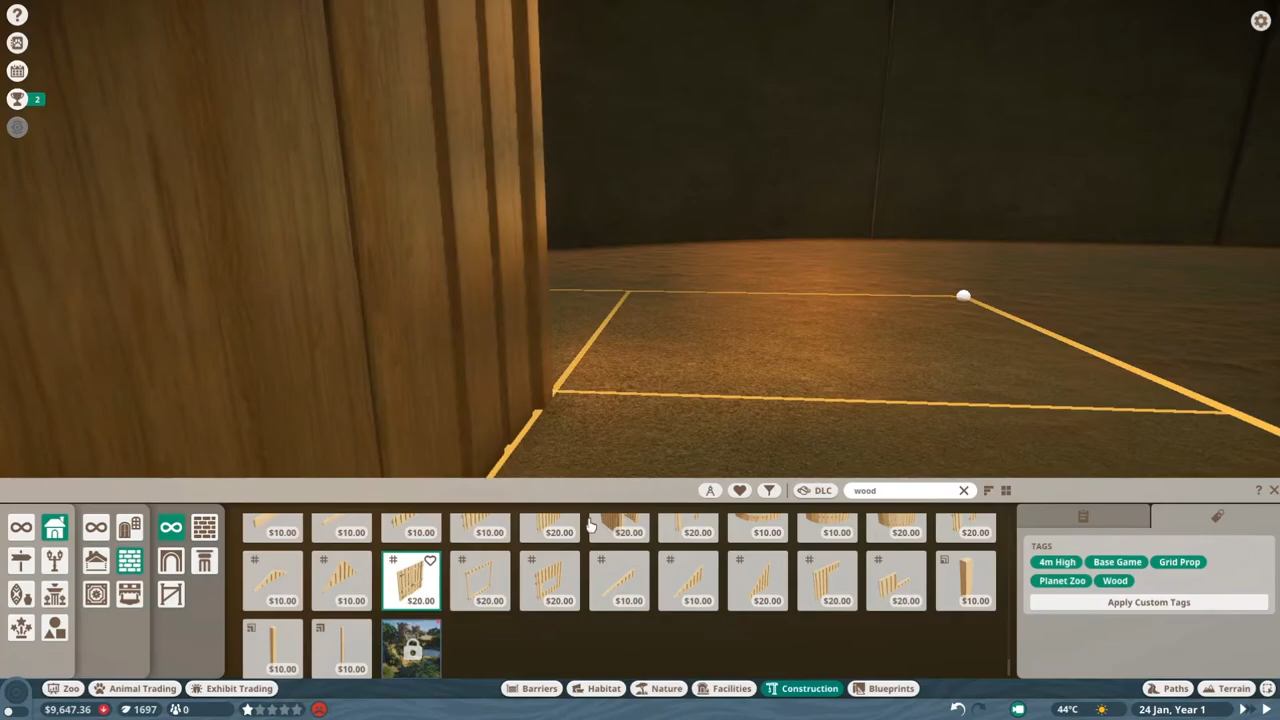 ?
2
DLC
wood
? ×
$10.00 $10.00 $10.00 $10.00 $20.00 $20.00 $20.00 $10.00 $10.00 $10.00 $20.00
$10.00 $10.00 $20.00 $20.00 $20.00 $10.00 $10.00 $20.00 $20.00 $20.00 $10.00
$10.00 $10.00
TAGS
4m High Base Game Grid Prop
Planet Zoo Wood
Apply Custom Tags
Zoo Animal Trading Exhibit Trading Barriers Habitat Nature Facilities Construction Blueprints Paths Terrain
$9,647.36 1697 0 44°C 24 Jan, Year 1